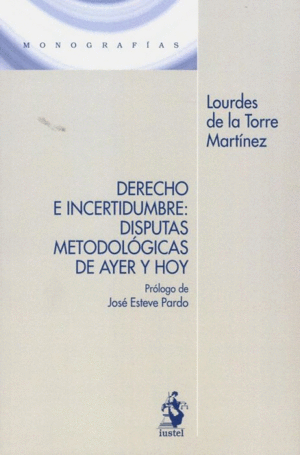 MONOGRAFÍAS
Lourdes
de la Torre
Martínez
DERECHO
E INCERTIDUMBRE:
DISPUTAS
METODOLÓGICAS
DE AYER Y HOY
Prólogo de
José Esteve Pardo
iustel